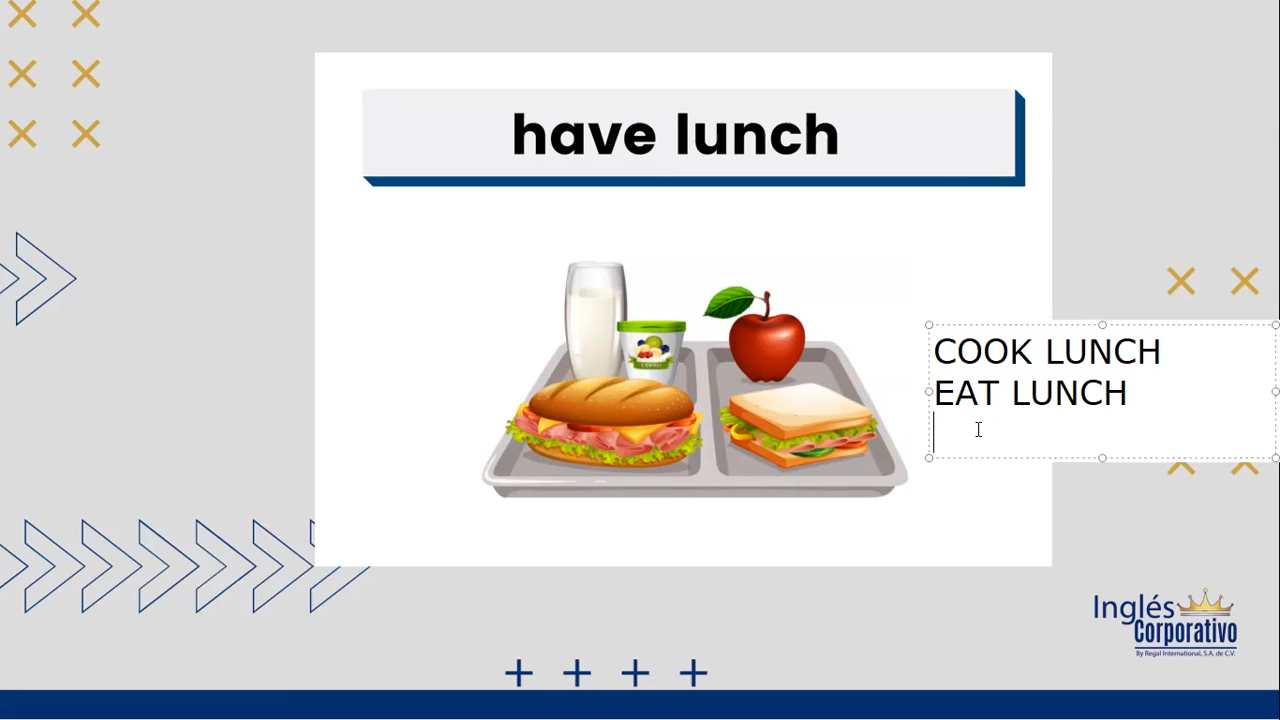 have lunch
COOK LUNCH
EAT LUNCH
Inglés
Corporativo
By Regal International, S.A. de C.V.